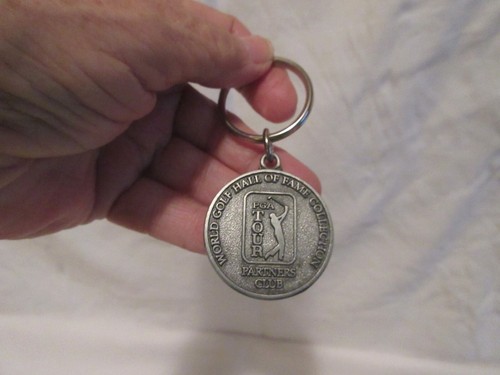 WORLD GOLF HALL OF FAME COLLECTION
PGA
TOUR
PARTNERS
CLUB